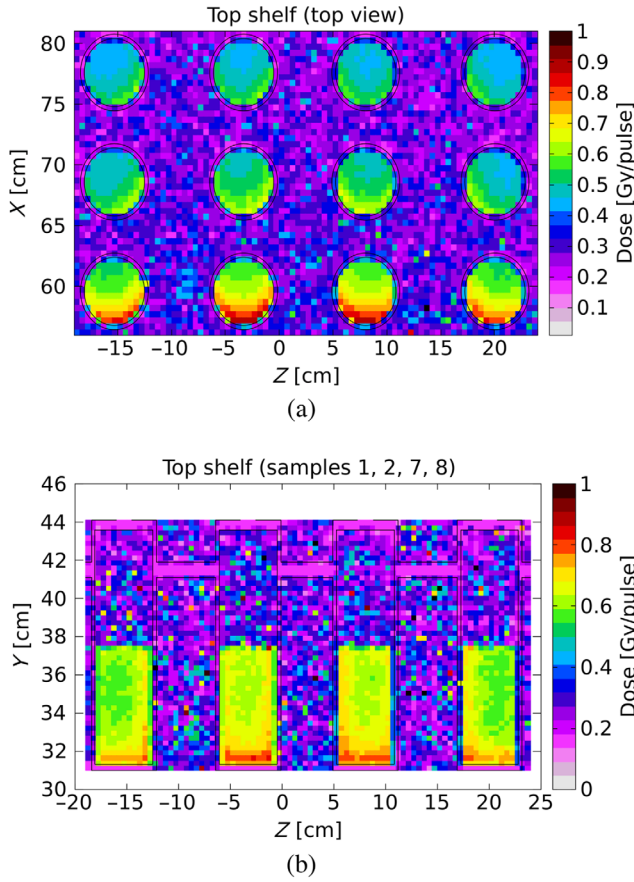 Top shelf (top view)
80
75
70
65
60
X [cm]
−15 −10 −5 0 5 10 15 20
Z [cm]
1
0.9
0.8
0.7
0.6
0.5
0.4
0.3
0.2
0.1
Dose [Gy/pulse]
(a)
Top shelf (samples 1, 2, 7, 8)
46
44
42
40
38
36
34
32
30
Y [cm]
−20 −15 −10 −5 0 5 10 15 20 25
Z [cm]
1
0.8
0.6
0.4
0.2
0
Dose [Gy/pulse]
(b)